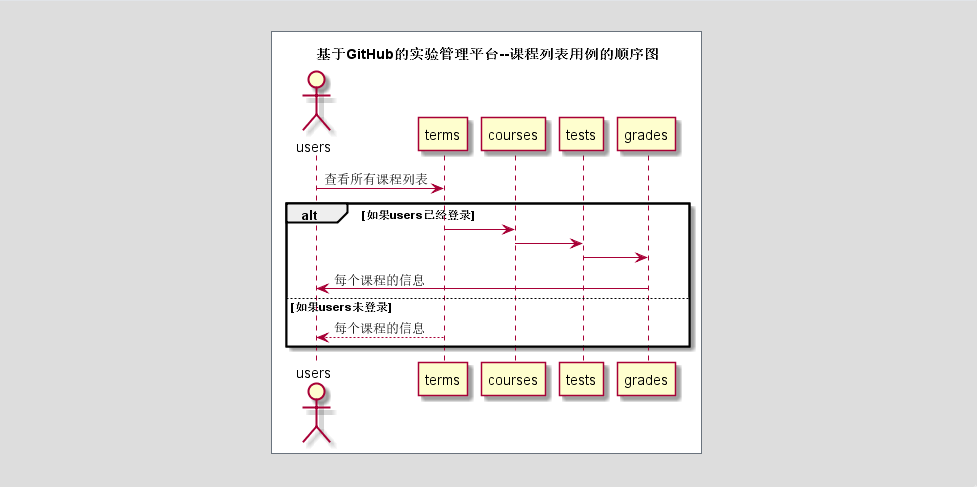 基于GitHub的实验管理平台--课程列表用例的顺序图
users
terms
courses
tests
grades
查看所有课程列表
alt
[如果users已经登录]
每个课程的信息
[如果users未登录]
每个课程的信息
users
terms
courses
tests
grades